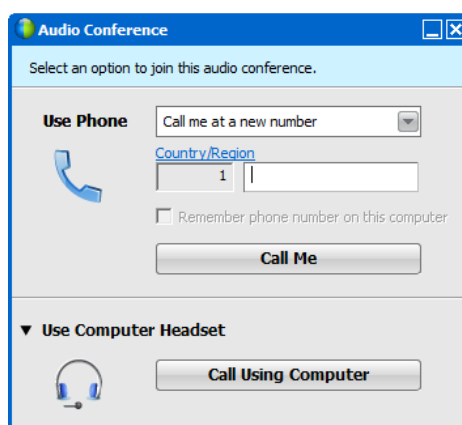 Audio Conference
Select an option to join this audio conference.
Use Phone
Call me at a new number
Country/Region
1
Remember phone number on this computer
Call Me
Use Computer Headset
Call Using Computer